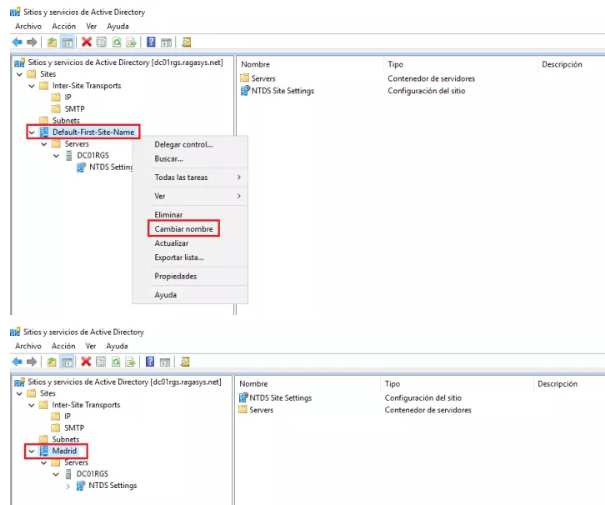 Sitios y servicios de Active Directory
Archivo Acción Ver Ayuda
Sitios y servicios de Active Directory [dc01rgs.ragasys.net]
Sites
Inter-Site Transports
IP
SMTP
Subnets
Default-First-Site-Name
Servers
DC01RGS
NTDS Setting
Nombre Tipo Descripción
Servers Contenedor de servidores
NTDS Site Settings Configuración del sitio
Delegar control...
Buscar...
Todas las tareas
Ver
Eliminar
Cambiar nombre
Actualizar
Exportar lista...
Propiedades
Ayuda
Sitios y servicios de Active Directory
Archivo Acción Ver Ayuda
Sitios y servicios de Active Directory [dc01rgs.ragasys.net]
Sites
Inter-Site Transports
IP
SMTP
Subnets
Madrid
Servers
DC01RGS
NTDS Settings
Nombre Tipo Descripción
NTDS Site Settings Configuración del sitio
Servers Contenedor de servidores